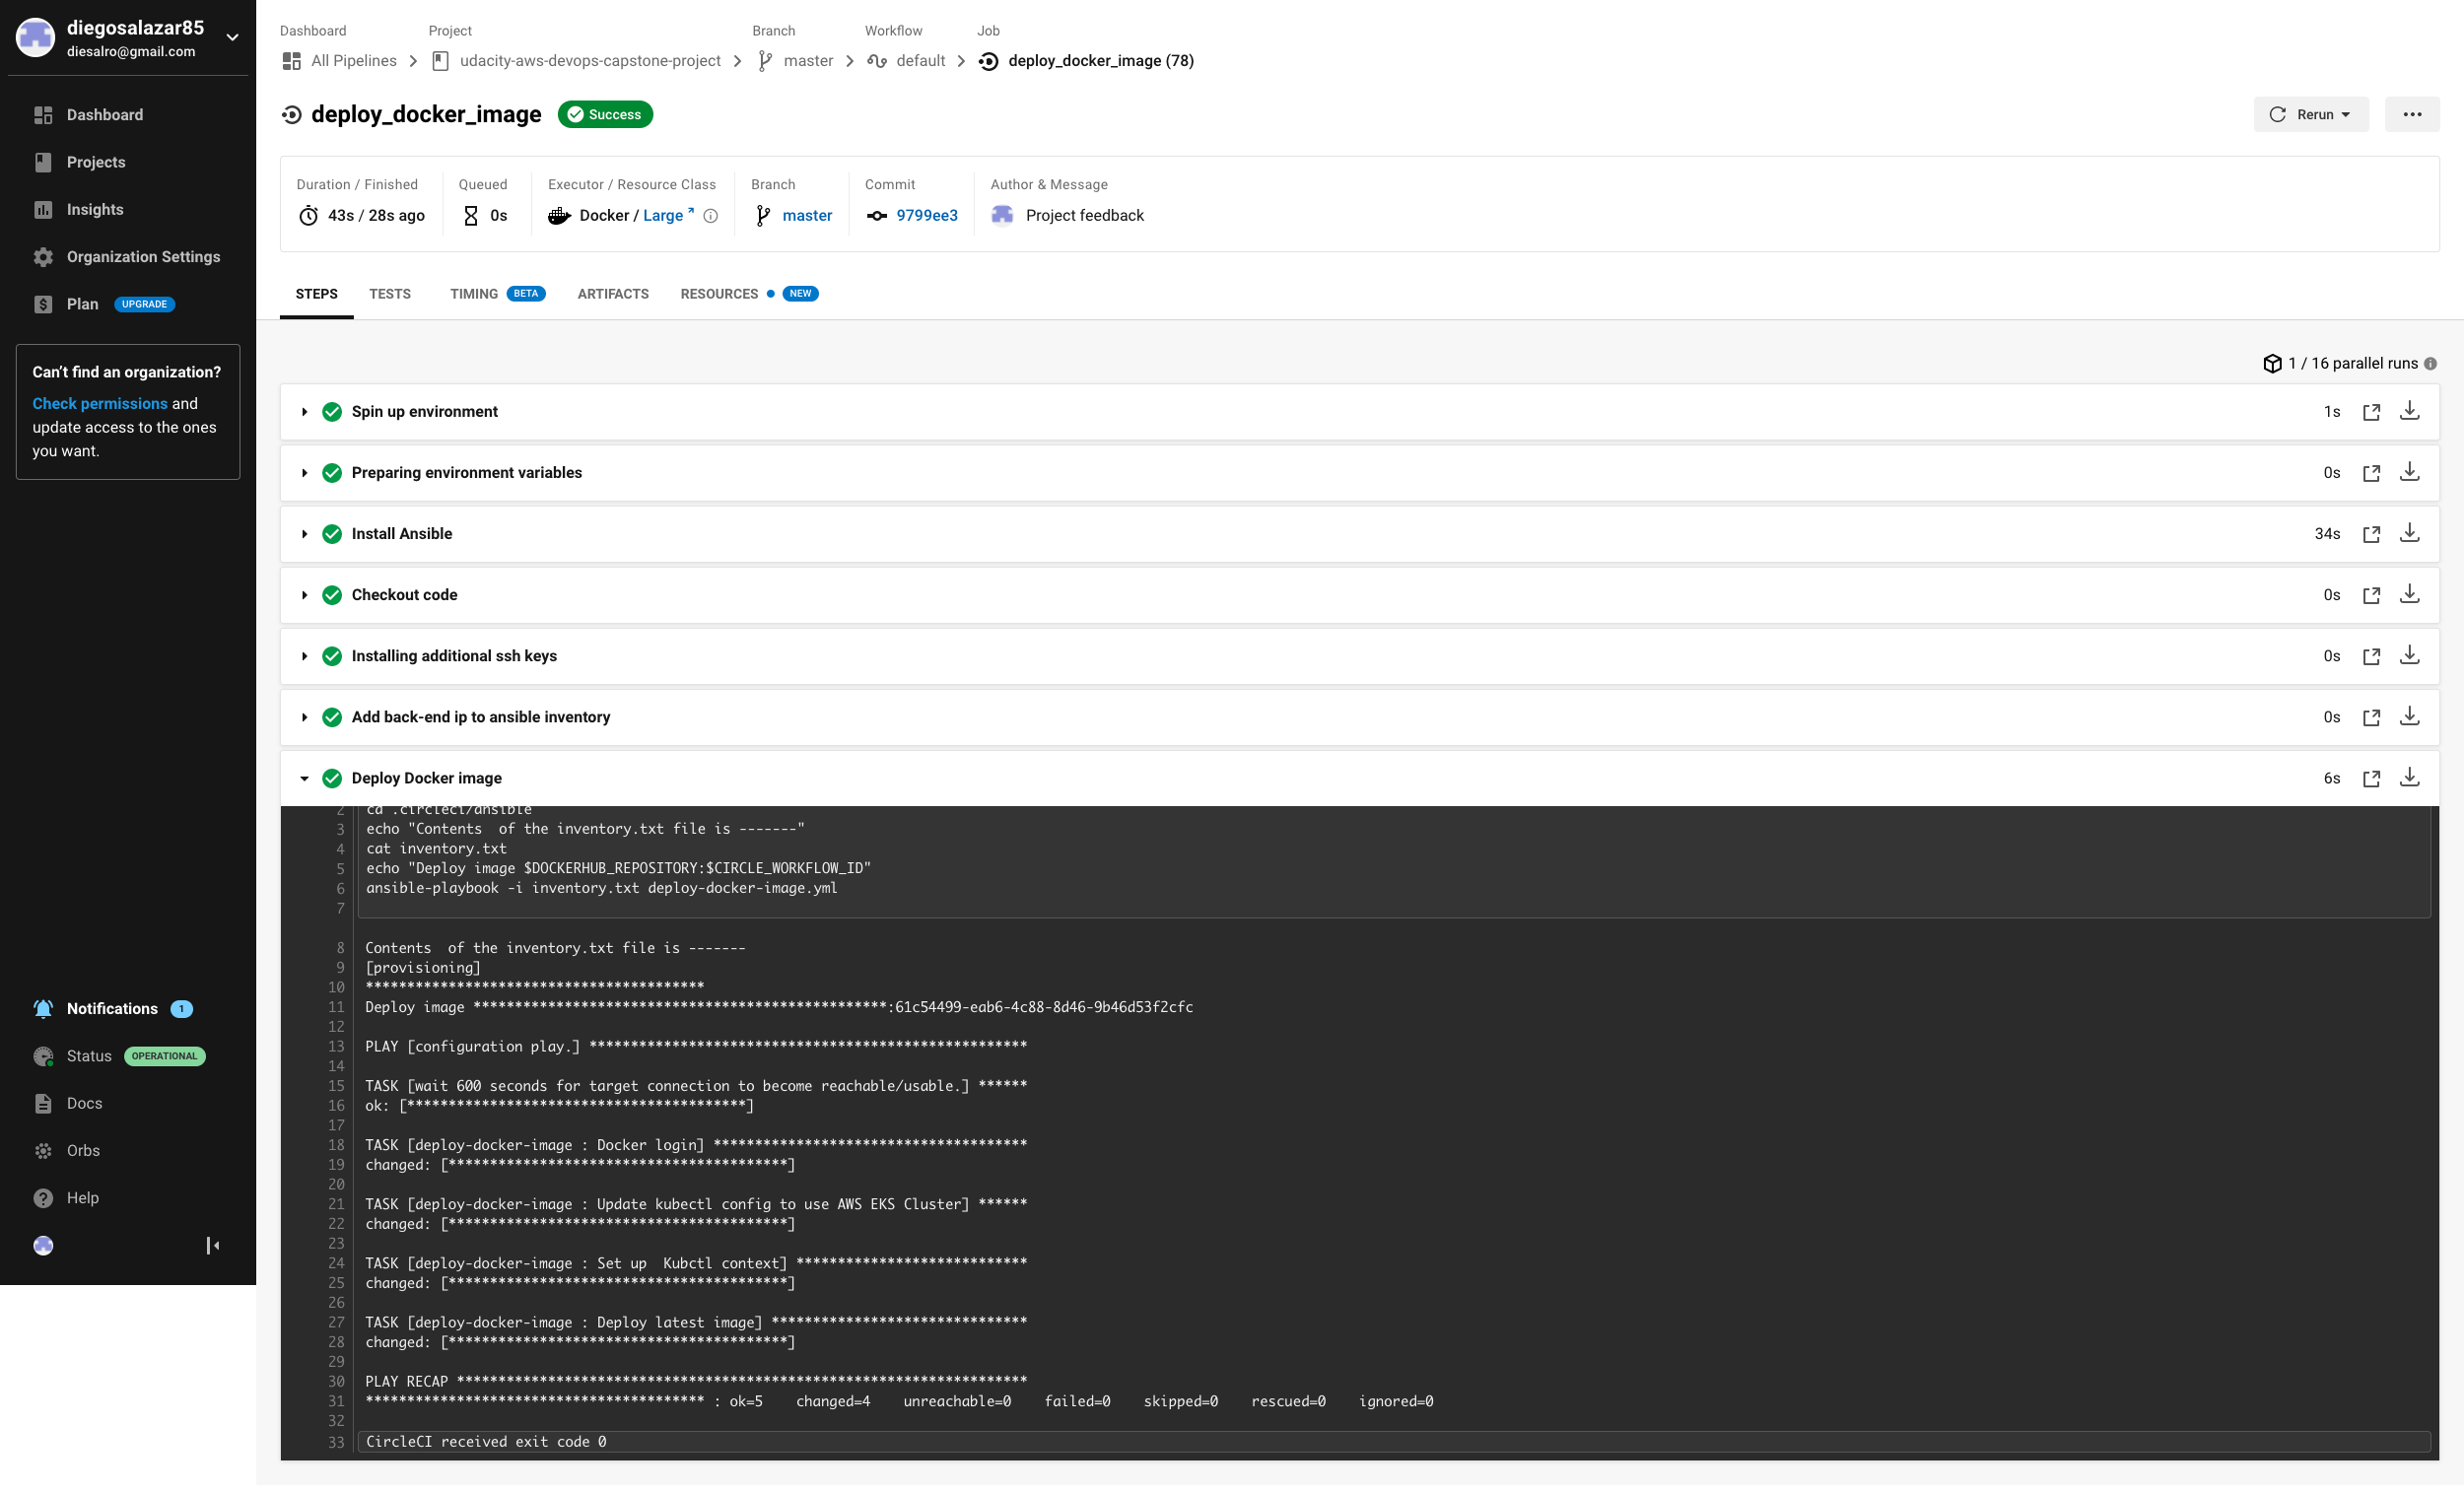 diegosalazar85
diesalro@gmail.com
Dashboard
Projects
Insights
Organization Settings
Plan UPGRADE
Can't find an organization?
Check permissions and
update access to the ones
you want.
Notifications 1
Status OPERATIONAL
Docs
Orbs
Help
Dashboard Project Branch Workflow Job
All Pipelines udacity-aws-devops-capstone-project master default deploy_docker_image (78)
deploy_docker_image Success Rerun
Duration / Finished Queued Executor / Resource Class Branch Commit Author & Message
43s / 28s ago 0s Docker / Large master 9799ee3 Project feedback
STEPS TESTS TIMING BETA ARTIFACTS RESOURCES NEW
1 / 16 parallel runs
Spin up environment 1s
Preparing environment variables 0s
Install Ansible 34s
Checkout code 0s
Installing additional ssh keys 0s
Add back-end ip to ansible inventory 0s
Deploy Docker image 6s
2 cd .circleci/ansible
3 echo "Contents  of the inventory.txt file is -------"
4 cat inventory.txt
5 echo "Deploy image $DOCKERHUB_REPOSITORY:$CIRCLE_WORKFLOW_ID"
6 ansible-playbook -i inventory.txt deploy-docker-image.yml
7
8 Contents  of the inventory.txt file is -------
9 [provisioning]
10 *****************************************
11 Deploy image **************************************************:61c54499-eab6-4c88-8d46-9b46d53f2cfc
12
13 PLAY [configuration play.] *****************************************************
14
15 TASK [wait 600 seconds for target connection to become reachable/usable.] ******
16 ok: [*****************************************]
17
18 TASK [deploy-docker-image : Docker login] **************************************
19 changed: [*****************************************]
20
21 TASK [deploy-docker-image : Update kubectl config to use AWS EKS Cluster] ******
22 changed: [*****************************************]
23
24 TASK [deploy-docker-image : Set up  Kubctl context] ****************************
25 changed: [*****************************************]
26
27 TASK [deploy-docker-image : Deploy latest image] *******************************
28 changed: [*****************************************]
29
30 PLAY RECAP *********************************************************************
31 ***************************************** : ok=5    changed=4    unreachable=0    failed=0    skipped=0    rescued=0    ignored=0
32
33 CircleCI received exit code 0